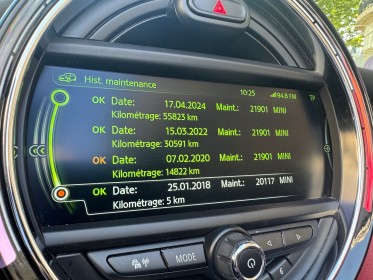 10:25 94.8 FM TP
Hist. maintenance
OK Date: 17.04.2024 Maint.: 21901 MINI
Kilométrage: 55823 km
OK Date: 15.03.2022 Maint.: 21901 MINI
Kilométrage: 30591 km
OK Date: 07.02.2020 Maint.: 21901 MINI
Kilométrage: 14822 km
OK Date: 25.01.2018 Maint.: 20117 MINI
Kilométrage: 5 km
MODE